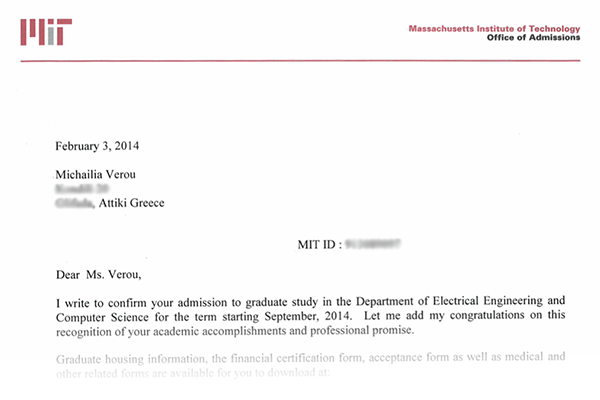 MIT
Massachusetts Institute of Technology
Office of Admissions
February 3, 2014
Michailia Verou
, Attiki Greece
MIT ID :
Dear Ms. Verou,
I write to confirm your admission to graduate study in the Department of Electrical Engineering and
Computer Science for the term starting September, 2014. Let me add my congratulations on this
recognition of your academic accomplishments and professional promise.
Graduate housing information, the financial certification form, acceptance form as well as medical and
other related forms are available for you to download at: